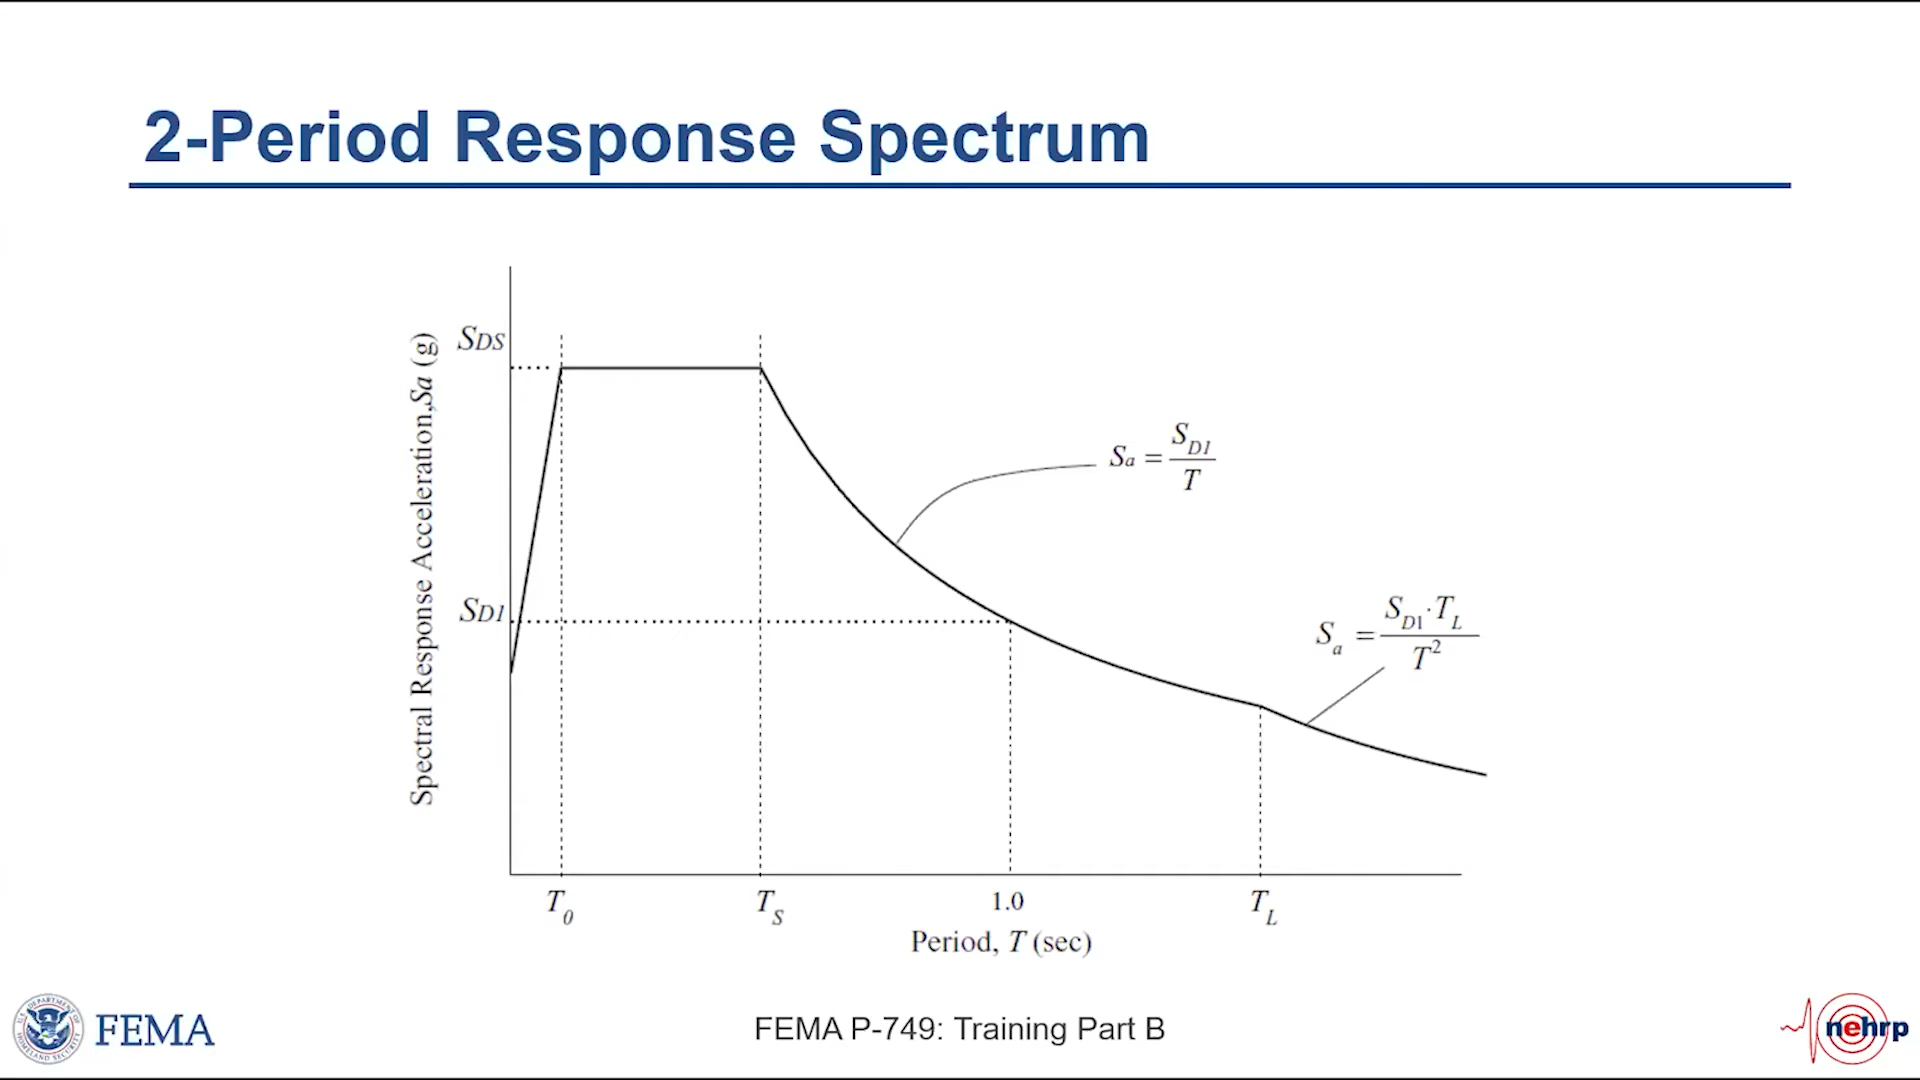 2-Period Response Spectrum
Spectral Response Acceleration,Sa (g)
SDS
SD1
Sa = SD1 / T
Sa = SD1·TL / T²
T0
TS
1.0
TL
Period, T (sec)
FEMA
FEMA P-749: Training Part B
nehrp